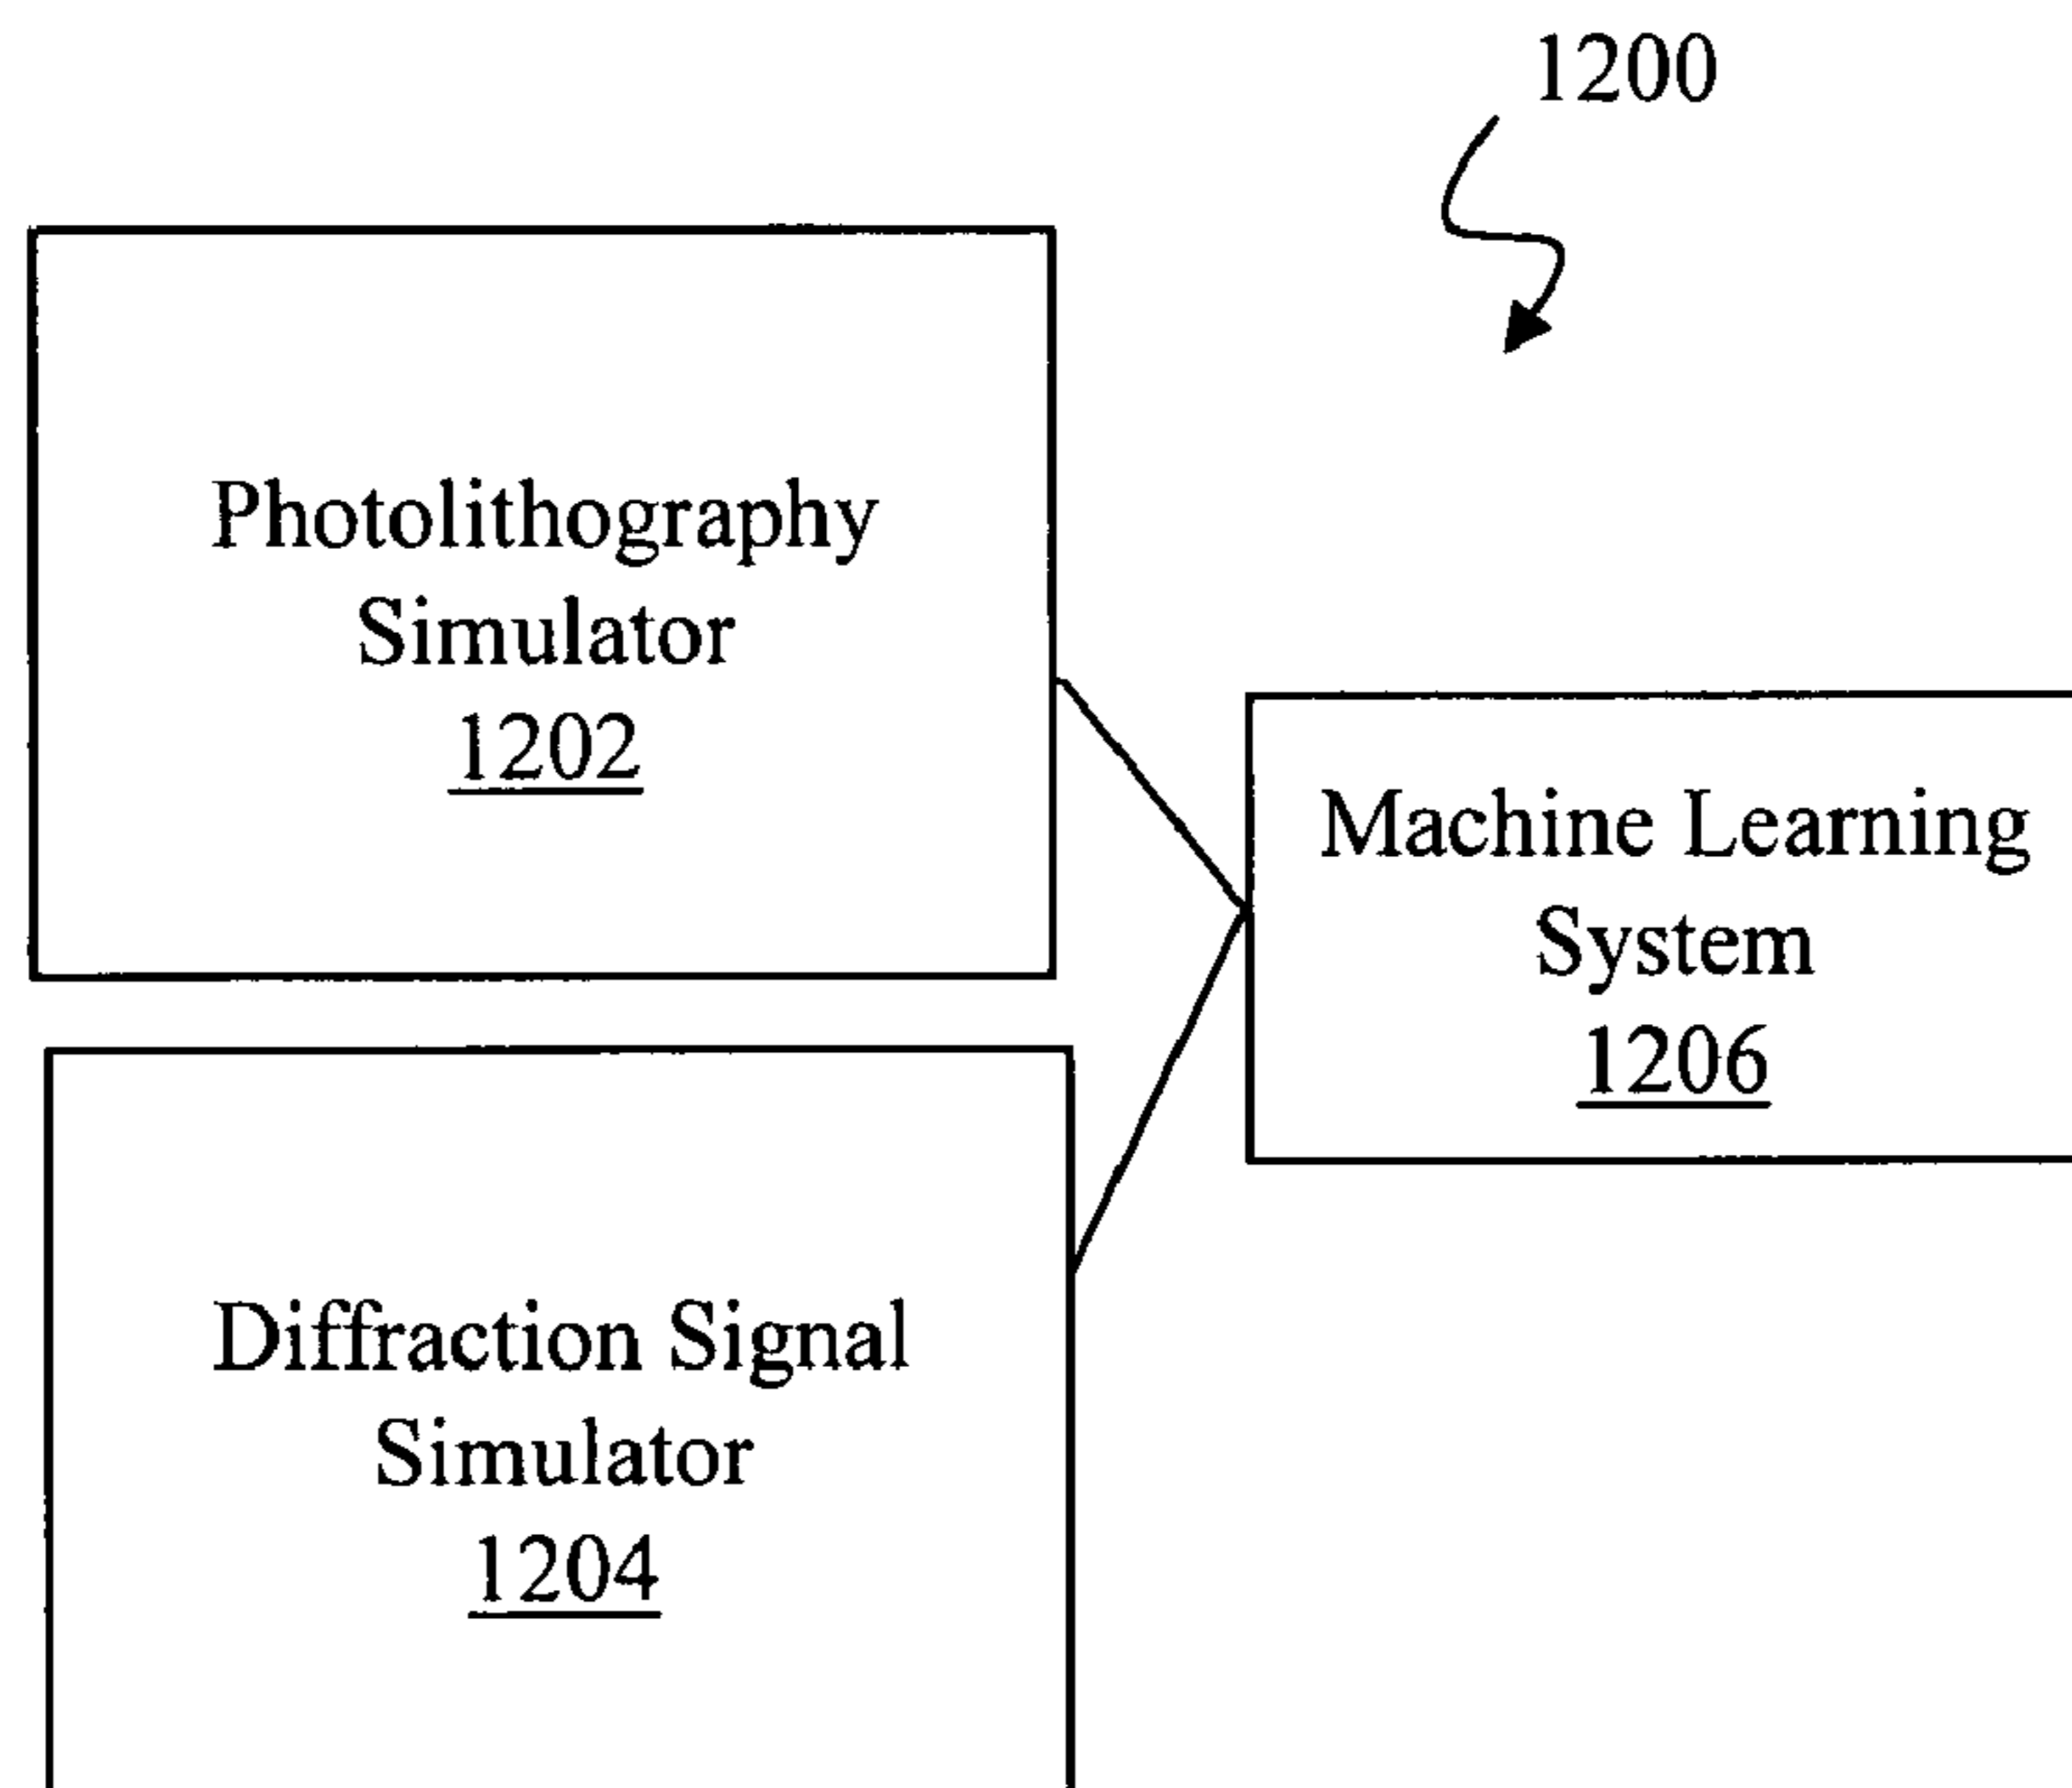 1200
Photolithography
Simulator
1202
Machine Learning
System
1206
Diffraction Signal
Simulator
1204